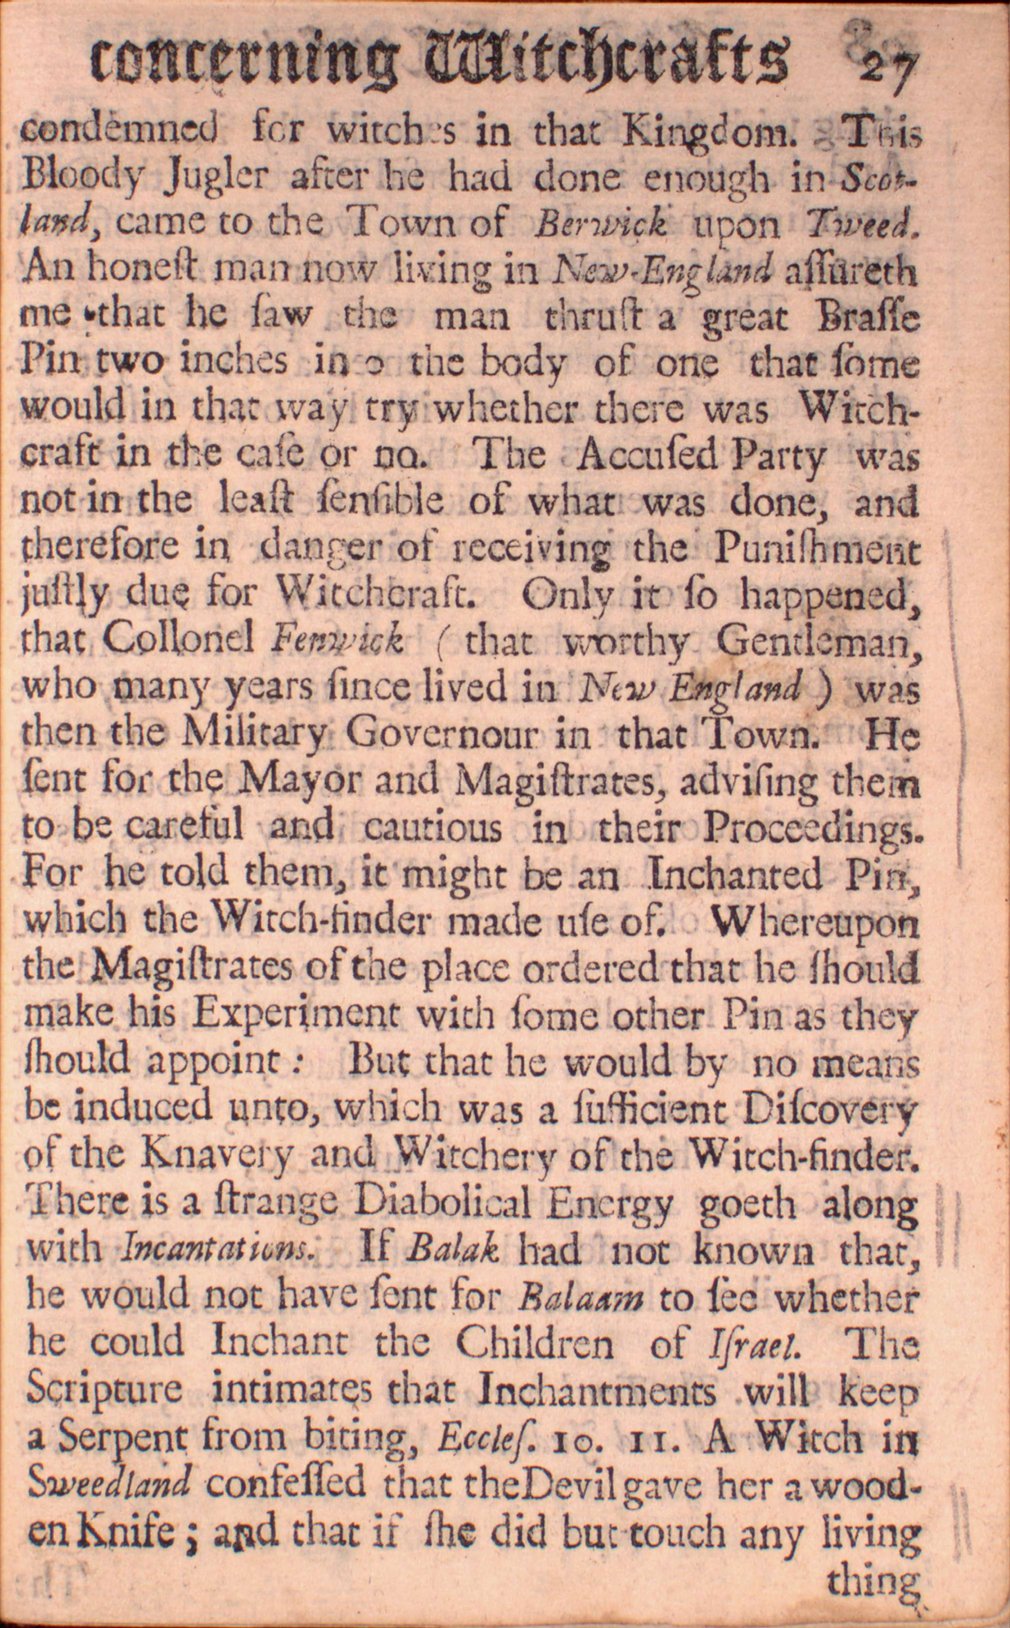 concerning Witchcrafts 27
condemned for witches in that Kingdom. This
Bloody Jugler after he had done enough in Scot-
land, came to the Town of Berwick upon Tweed.
An honeſt man now living in New-England aſſureth
me that he ſaw the man thruſt a great Braſſe
Pin two inches into the body of one that ſome
would in that way try whether there was Witch-
craft in the caſe or no. The Accuſed Party was
not in the leaſt ſenſible of what was done, and
therefore in danger of receiving the Puniſhment
juſtly due for Witchcraft. Only it ſo happened,
that Collonel Fenwick ( that worthy Gentleman,
who many years ſince lived in New England ) was
then the Military Governour in that Town. He
ſent for the Mayor and Magiſtrates, adviſing them
to be careful and cautious in their Proceedings.
For he told them, it might be an Inchanted Pin,
which the Witch-finder made uſe of. Whereupon
the Magiſtrates of the place ordered that he ſhould
make his Experiment with ſome other Pin as they
ſhould appoint : But that he would by no means
be induced unto, which was a ſufficient Diſcovery
of the Knavery and Witchery of the Witch-finder.
There is a ſtrange Diabolical Energy goeth along
with Incantations. If Balak had not known that,
he would not have ſent for Balaam to ſee whether
he could Inchant the Children of Iſrael. The
Scripture intimates that Inchantments will keep
a Serpent from biting, Eccleſ. 10. 11. A Witch in
Sweedland confeſſed that the Devil gave her a wood-
en Knife ; and that if ſhe did but touch any living
thing